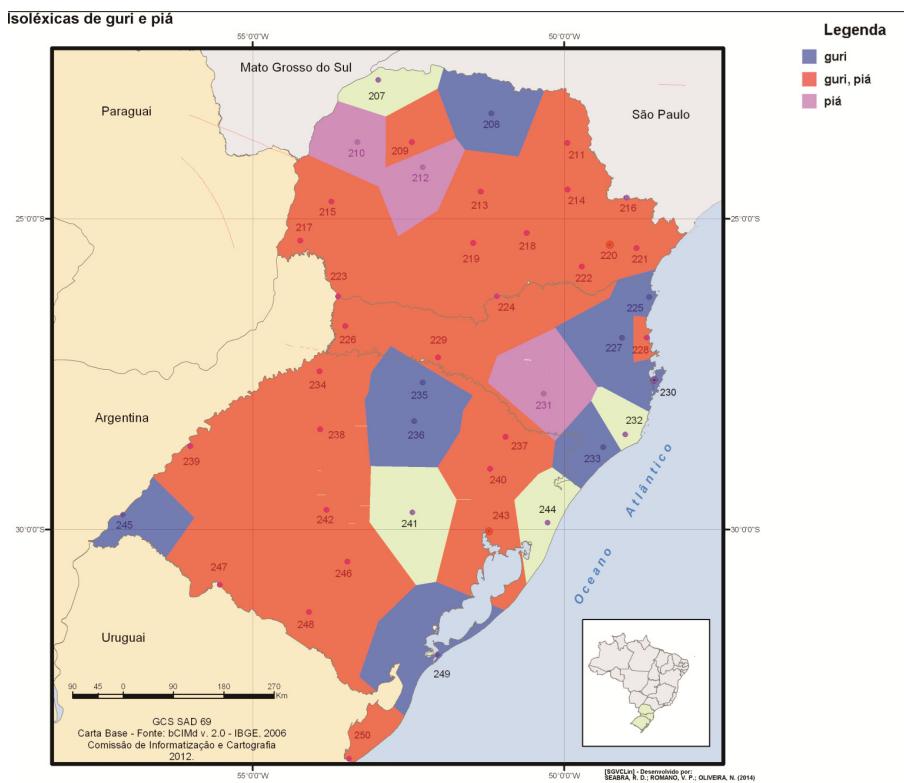 Isoléxicas de guri e piá
Legenda
guri
guri, piá
piá
55°0'0"W
50°0'0"W
Mato Grosso do Sul
Paraguai
São Paulo
207
208
210
209
211
212
215
213
214
216
25°0'0"S
25°0'0"S
217
219
218
220
221
222
223
224
225
226
229
227
228
234
235
231
230
Argentina
232
236
238
237
233
239
240
Oceano Atlântico
245
242
241
243
244
30°0'0"S
30°0'0"S
247
246
248
Uruguai
249
90 45 0 90 180 270
Km
GCS SAD 69
Carta Base - Fonte: bCIMd v. 2.0 - IBGE, 2006
Comissão de Informatização e Cartografia
2012.
250
55°0'0"W
50°0'0"W
[SGVCLin] - Desenvolvido por:
SEABRA, R. D.; ROMANO, V. P.; OLIVEIRA, N. (2014)